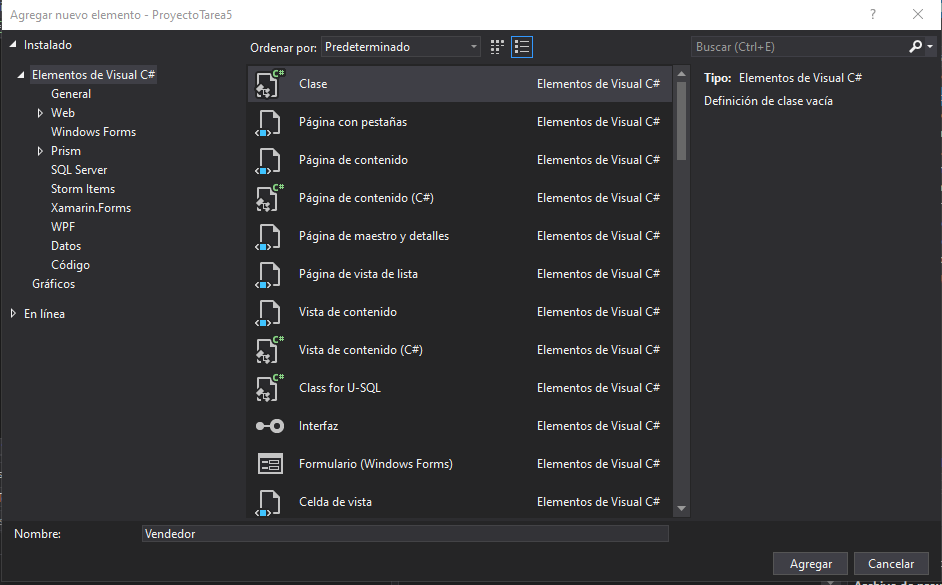 Agregar nuevo elemento - ProyectoTarea5
? 
Instalado
Elementos de Visual C#
General
Web
Windows Forms
Prism
SQL Server
Storm Items
Xamarin.Forms
WPF
Datos
Código
Gráficos
En línea
Ordenar por: Predeterminado
C# Clase Elementos de Visual C#
Página con pestañas Elementos de Visual C#
Página de contenido Elementos de Visual C#
C# Página de contenido (C#) Elementos de Visual C#
Página de maestro y detalles Elementos de Visual C#
Página de vista de lista Elementos de Visual C#
Vista de contenido Elementos de Visual C#
C# Vista de contenido (C#) Elementos de Visual C#
C# Class for U-SQL Elementos de Visual C#
Interfaz Elementos de Visual C#
Formulario (Windows Forms) Elementos de Visual C#
Celda de vista Elementos de Visual C#
Buscar (Ctrl+E)
Tipo: Elementos de Visual C#
Definición de clase vacía
Nombre: Vendedor
Agregar Cancelar